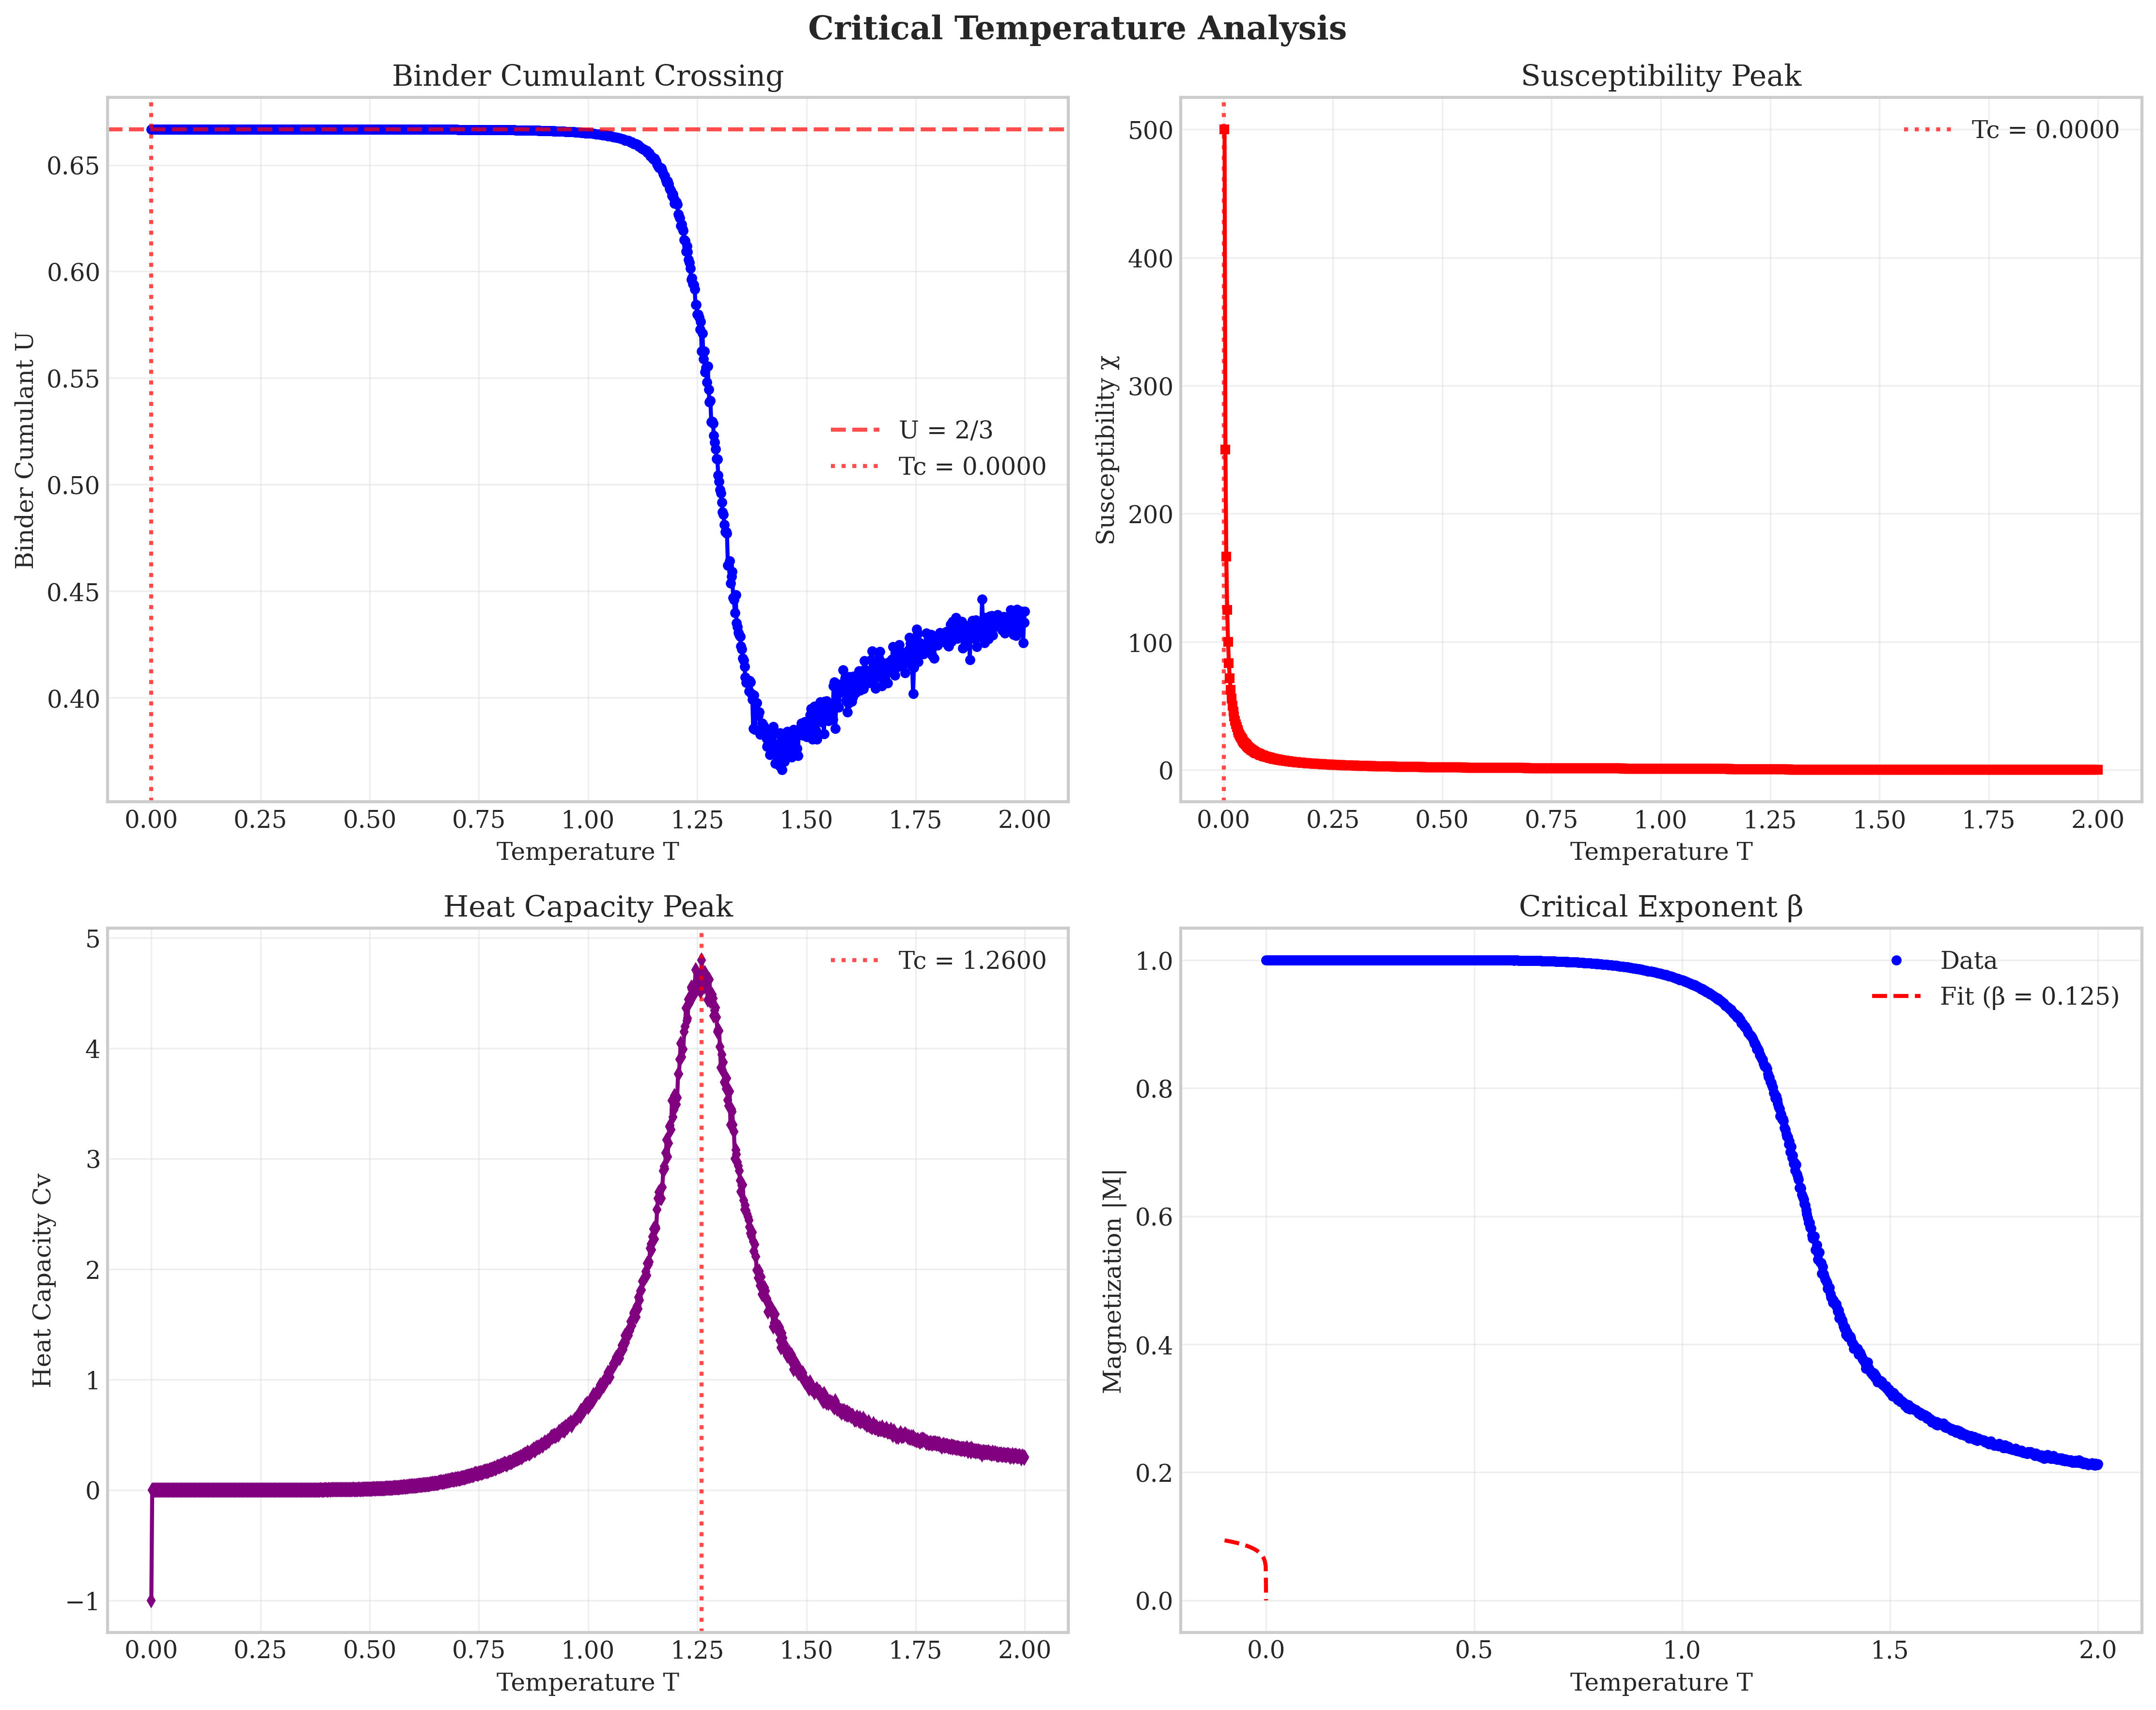 Critical Temperature Analysis
Binder Cumulant Crossing
Binder Cumulant U
0.65
0.60
0.55
0.50
0.45
0.40
U = 2/3
Tc = 0.0000
0.00 0.25 0.50 0.75 1.00 1.25 1.50 1.75 2.00
Temperature T
Susceptibility Peak
Susceptibility χ
500
400
300
200
100
0
Tc = 0.0000
0.00 0.25 0.50 0.75 1.00 1.25 1.50 1.75 2.00
Temperature T
Heat Capacity Peak
Heat Capacity Cv
5
4
3
2
1
0
−1
Tc = 1.2600
0.00 0.25 0.50 0.75 1.00 1.25 1.50 1.75 2.00
Temperature T
Critical Exponent β
Magnetization |M|
1.0
0.8
0.6
0.4
0.2
0.0
Data
Fit (β = 0.125)
0.0 0.5 1.0 1.5 2.0
Temperature T